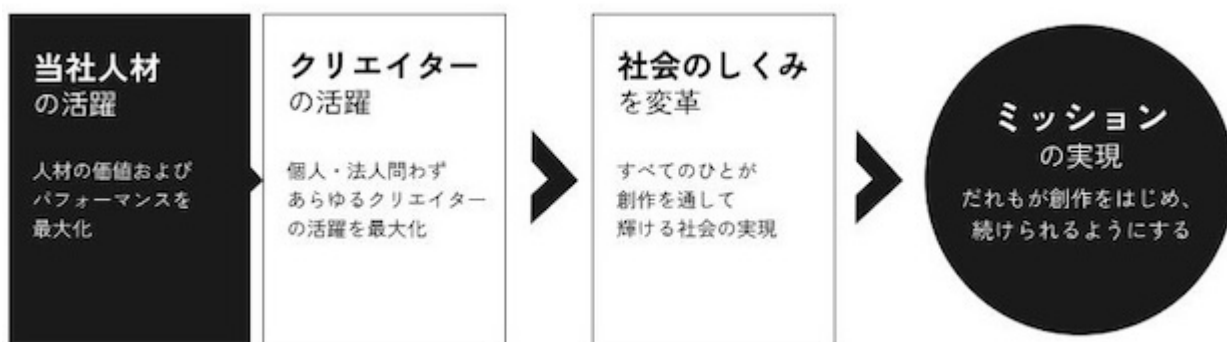 当社人材
の活躍
人材の価値および
パフォーマンスを
最大化
クリエイター
の活躍
個人・法人問わず
あらゆるクリエイター
の活躍を最大化
社会のしくみ
を変革
すべてのひとが
創作を通して
輝ける社会の実現
ミッション
の実現
だれもが創作をはじめ、
続けられるようにする